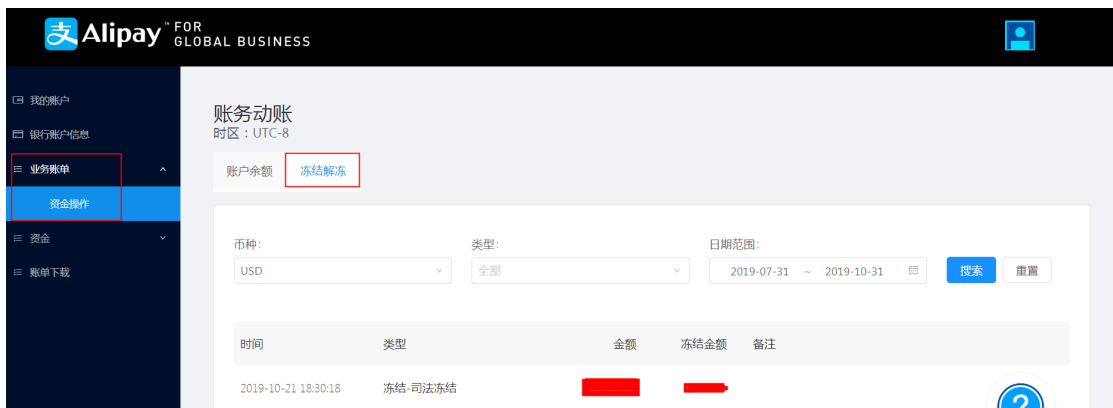 支 Alipay™ FOR
GLOBAL BUSINESS
我的账户
银行账户信息
业务账单
资金操作
资金
账单下载
账务动账
时区：UTC-8
账户余额 冻结解冻
币种: 类型: 日期范围:
USD 全部 2019-07-31 ~ 2019-10-31 搜索 重置
时间 类型 金额 冻结金额 备注
2019-10-21 18:30:18 冻结-司法冻结
?